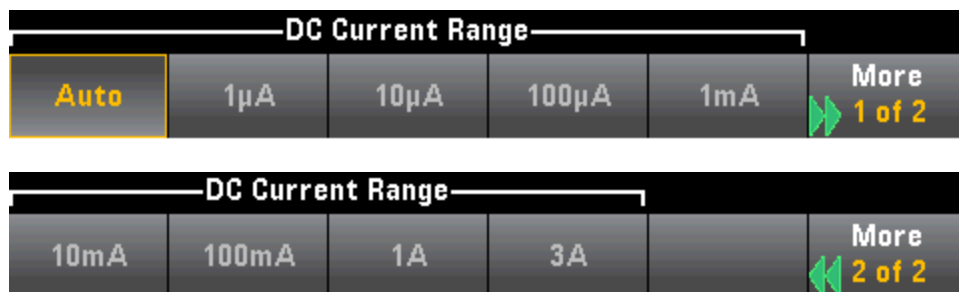 DC Current Range
Auto 1µA 10µA 100µA 1mA More
1 of 2
DC Current Range
10mA 100mA 1A 3A More
2 of 2